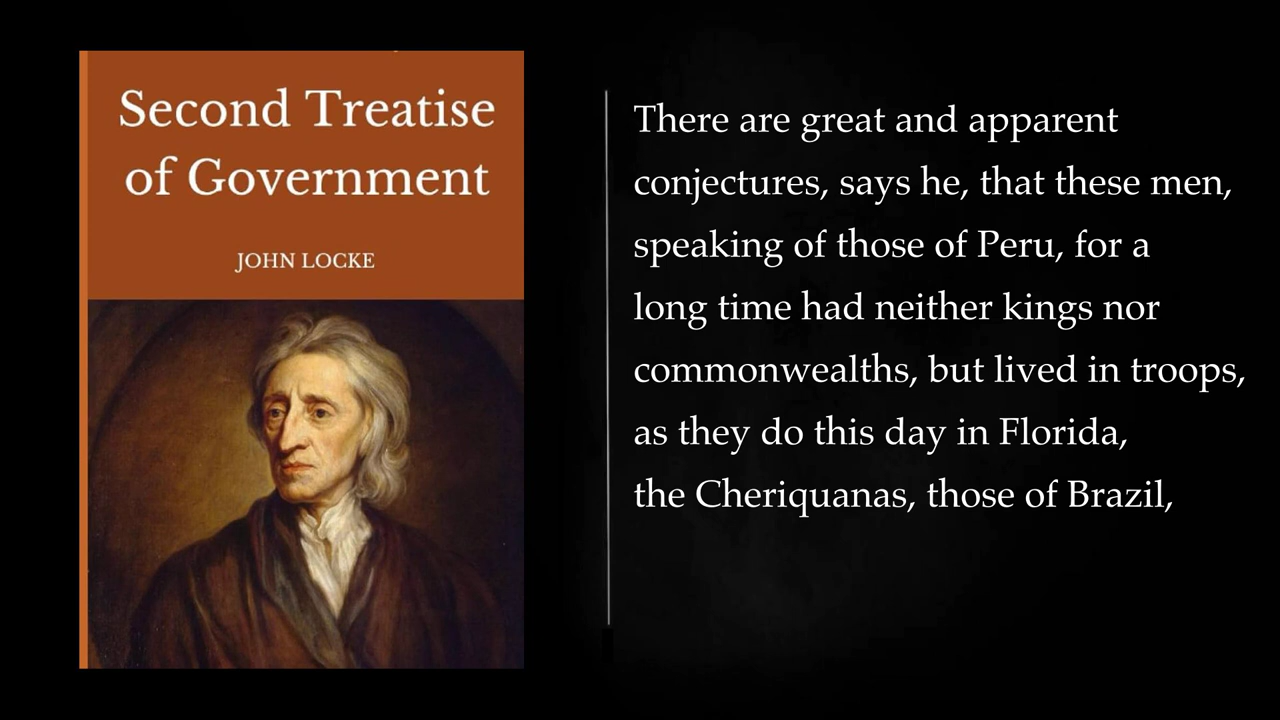 Second Treatise
of Government
JOHN LOCKE
There are great and apparent
conjectures, says he, that these men,
speaking of those of Peru, for a
long time had neither kings nor
commonwealths, but lived in troops,
as they do this day in Florida,
the Cheriquanas, those of Brazil,